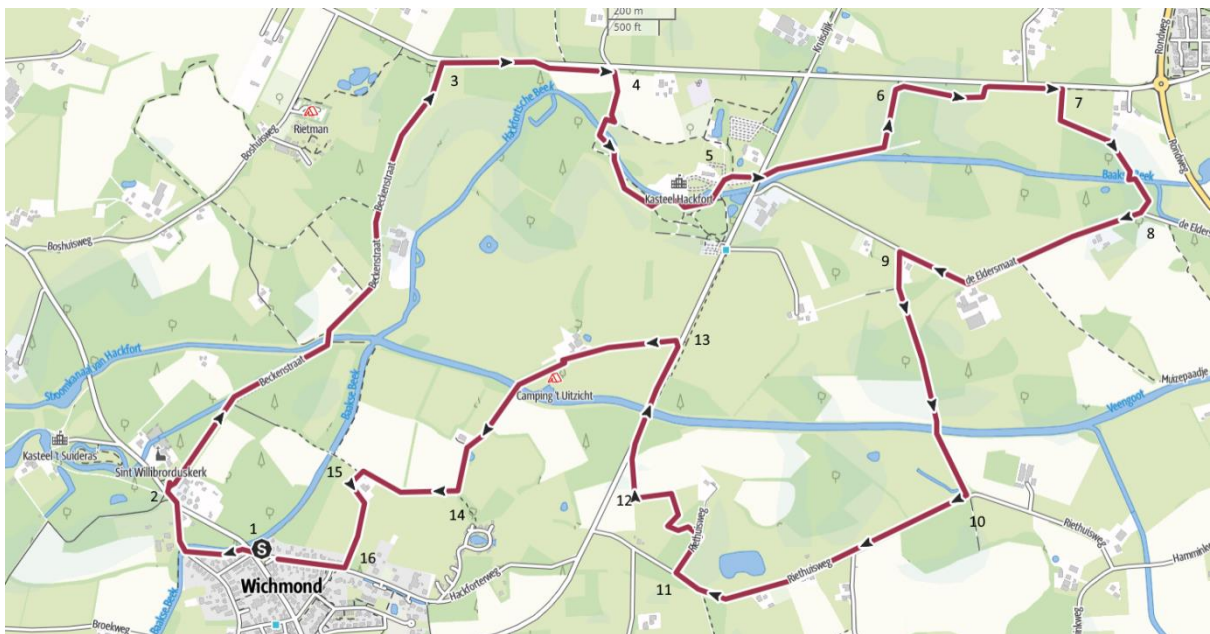 200 m
500 ft
Kruisdijk
Rondweg
3
4
6
7
Hackfortsche Beek
Boshuisweg
Rietman
5
Baakse Beek
Rondweg
Beckenstraat
Kasteel Hackfort
8
de Elders
Boshuisweg
Beckenstraat
9
de Eldersmaat
13
Stroomkanaal van Hackfort
Beckenstraat
Muizepaadje
Baakse Beek
Camping 't Uitzicht
Veengoot
Kasteel 't Suideras
Sint Willibrorduskerk
15
2
14
12
10
1
S
Riethuisweg
Riethuisweg
16
Hamminkw
Wichmond
Hackforterweg
11
Riethuisweg
Baakse Beek
Broekweg
inkweg